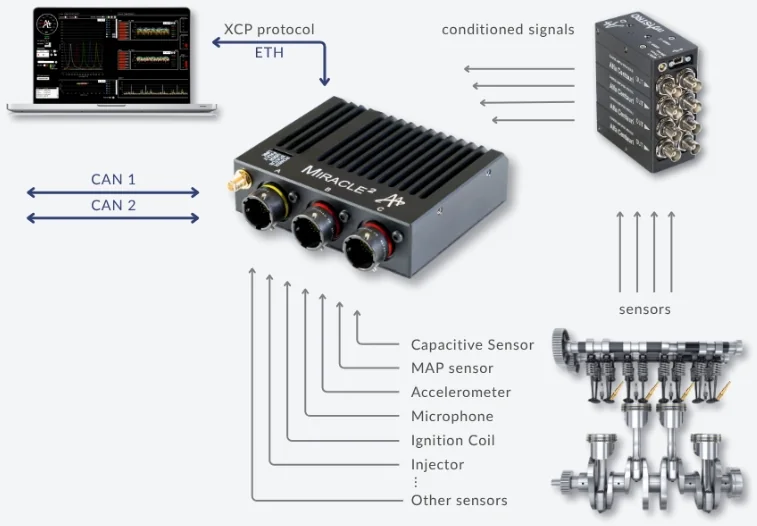 XCP protocol
ETH
conditioned signals
CAN 1
CAN 2
MIRACLE²
A
B
C
sensors
Capacitive Sensor
MAP sensor
Accelerometer
Microphone
Ignition Coil
Injector
Other sensors